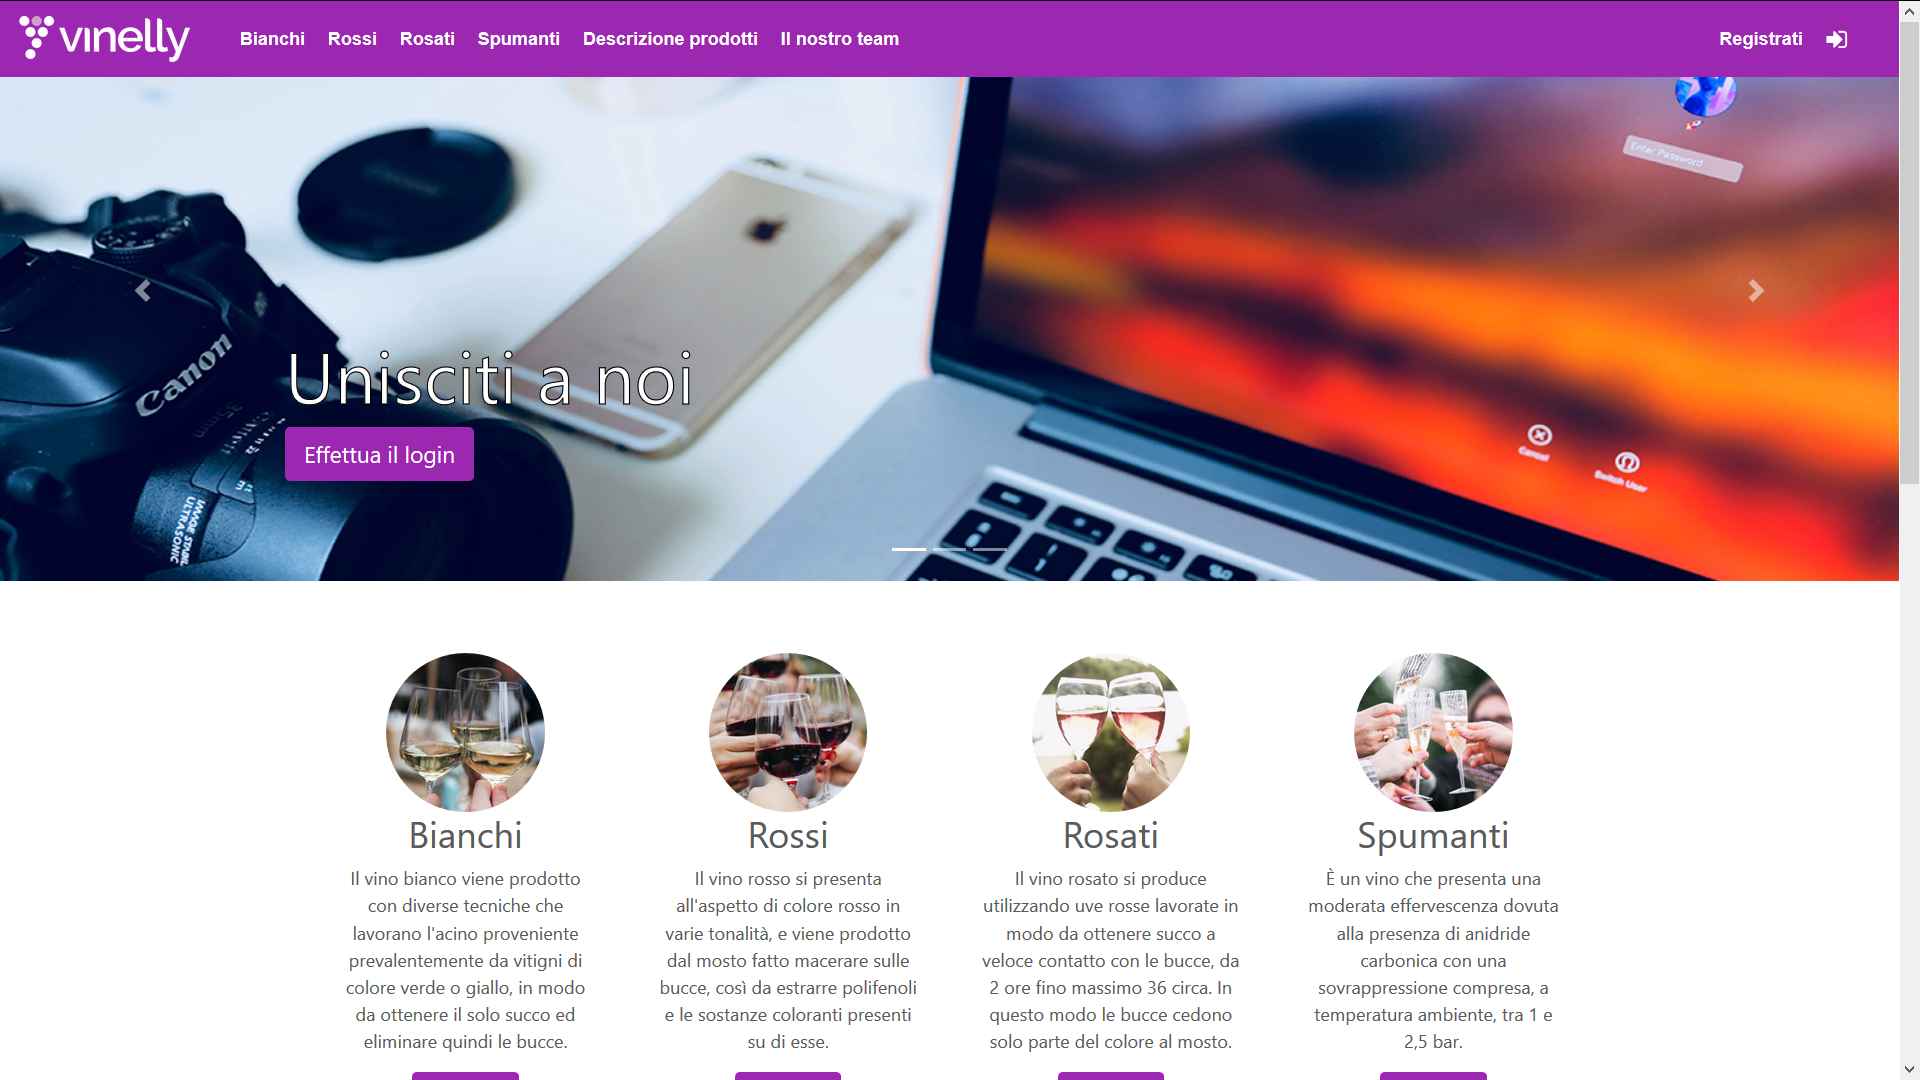 vinelly
Bianchi Rossi Rosati Spumanti Descrizione prodotti Il nostro team
Registrati
Enter Password
Canon
Unisciti a noi
Effettua il login
Cancel
Switch User
ULTRASONIC
Bianchi
Il vino bianco viene prodotto
con diverse tecniche che
lavorano l'acino proveniente
prevalentemente da vitigni di
colore verde o giallo, in modo
da ottenere il solo succo ed
eliminare quindi le bucce.
Rossi
Il vino rosso si presenta
all'aspetto di colore rosso in
varie tonalità, e viene prodotto
dal mosto fatto macerare sulle
bucce, così da estrarre polifenoli
e le sostanze coloranti presenti
su di esse.
Rosati
Il vino rosato si produce
utilizzando uve rosse lavorate in
modo da ottenere succo a
veloce contatto con le bucce, da
2 ore fino massimo 36 circa. In
questo modo le bucce cedono
solo parte del colore al mosto.
Spumanti
È un vino che presenta una
moderata effervescenza dovuta
alla presenza di anidride
carbonica con una
sovrappressione compresa, a
temperatura ambiente, tra 1 e
2,5 bar.